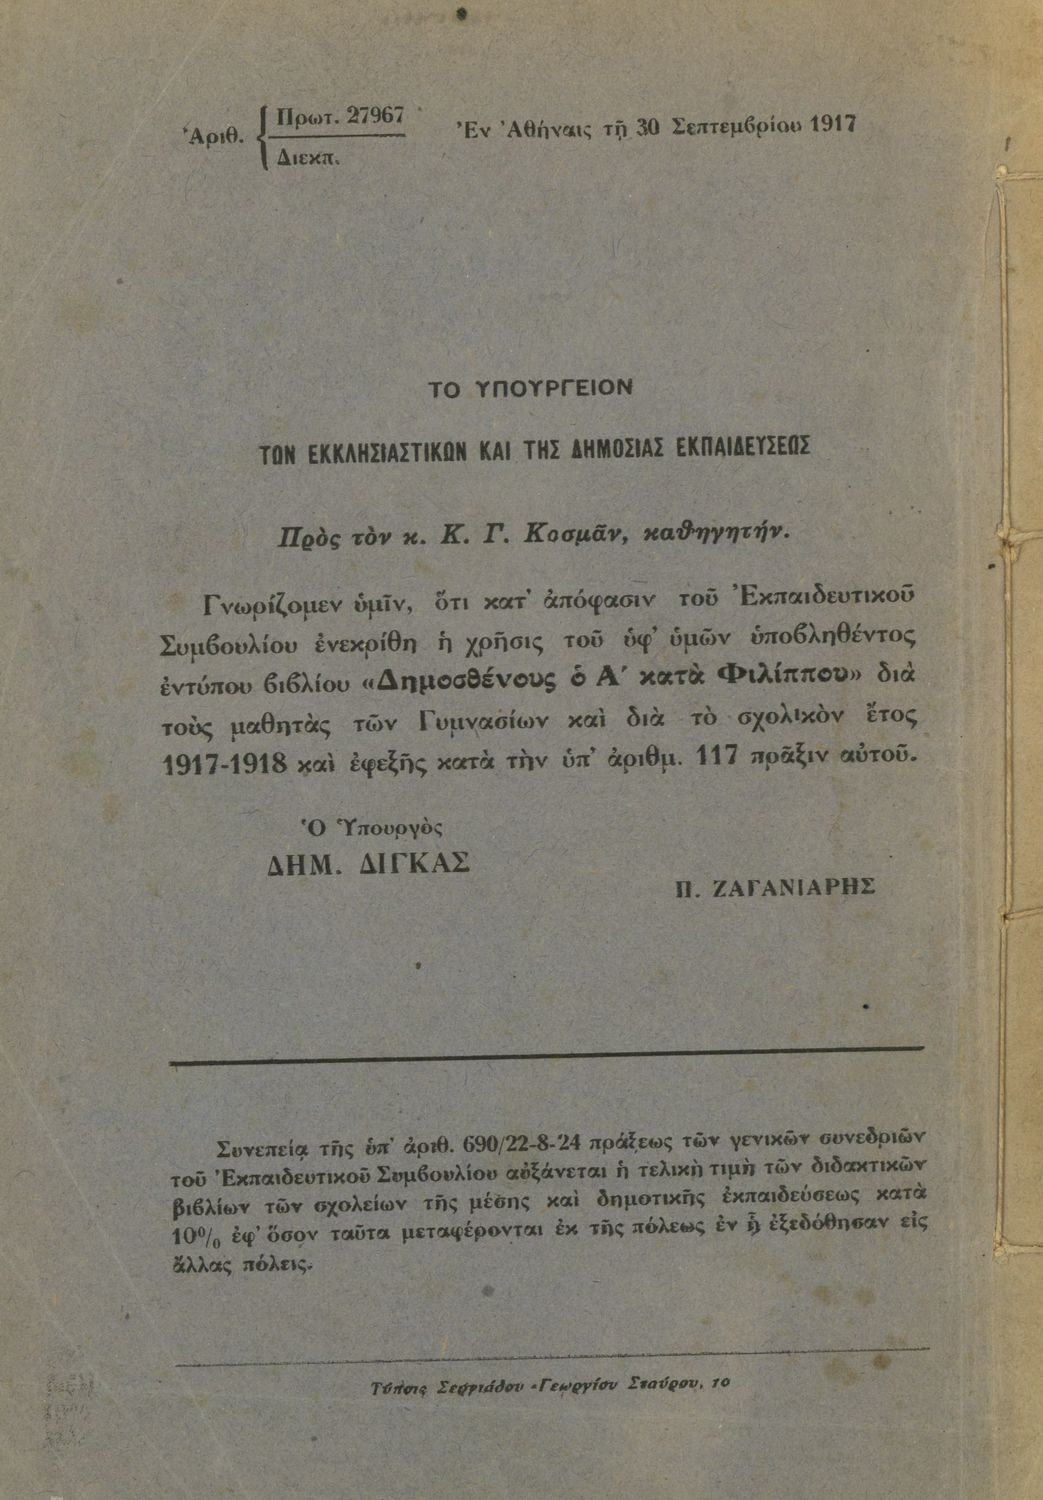 Ἀριθ. { Πρωτ. 27967
Διεκπ.
Ἐν Ἀθήναις τῇ 30 Σεπτεμβρίου 1917
ΤΟ ΥΠΟΥΡΓΕΙΟΝ
ΤΩΝ ΕΚΚΛΗΣΙΑΣΤΙΚΩΝ ΚΑΙ ΤΗΣ ΔΗΜΟΣΙΑΣ ΕΚΠΑΙΔΕΥΣΕΩΣ
Πρὸς τὸν κ. Κ. Γ. Κοσμᾶν, καθηγητήν.
Γνωρίζομεν ὑμῖν, ὅτι κατ' ἀπόφασιν τοῦ Ἐκπαιδευτικοῦ
Συμβουλίου ἐνεκρίθη ἡ χρῆσις τοῦ ὑφ' ὑμῶν ὑποβληθέντος
ἐντύπου βιβλίου «Δημοσθένους ὁ Α' κατὰ Φιλίππου» διὰ
τοὺς μαθητὰς τῶν Γυμνασίων καὶ διὰ τὸ σχολικὸν ἔτος
1917-1918 καὶ ἐφεξῆς κατὰ τὴν ὑπ' ἀριθμ. 117 πρᾶξιν αὐτοῦ.
Ὁ Ὑπουργὸς
ΔΗΜ. ΔΙΓΚΑΣ
Π. ΖΑΓΑΝΙΑΡΗΣ
Συνεπείᾳ τῆς ὑπ' ἀριθ. 690/22-8-24 πράξεως τῶν γενικῶν συνεδριῶν
τοῦ Ἐκπαιδευτικοῦ Συμβουλίου αὐξάνεται ἡ τελικὴ τιμὴ τῶν διδακτικῶν
βιβλίων τῶν σχολείων τῆς μέσης καὶ δημοτικῆς ἐκπαιδεύσεως κατὰ
10% ἐφ' ὅσον ταῦτα μεταφέρονται ἐκ τῆς πόλεως ἐν ᾗ ἐξεδόθησαν εἰς
ἄλλας πόλεις.
Τύποις Σεργιάδου - Γεωργίου Σταύρου, 10